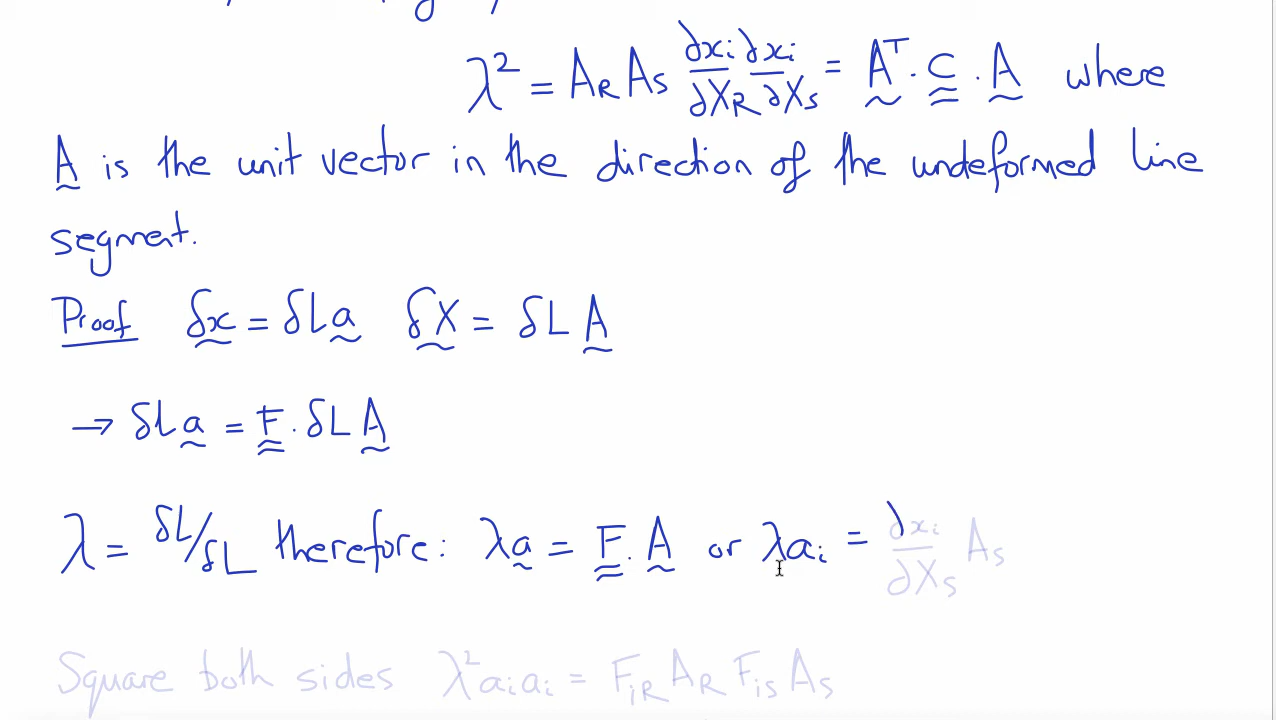 λ² = A_R A_S ∂x_i/∂X_R ∂x_i/∂X_S = A^T · C · A where
A is the unit vector in the direction of the undeformed line
segment.
Proof δx = δl a δX = δL A
→ δl a = F · δL A
λ = δl/δL therefore: λa = F · A or λa_i = ∂x_i/∂X_S A_S
Square both sides λ² a_i a_i = F_iR A_R F_iS A_S